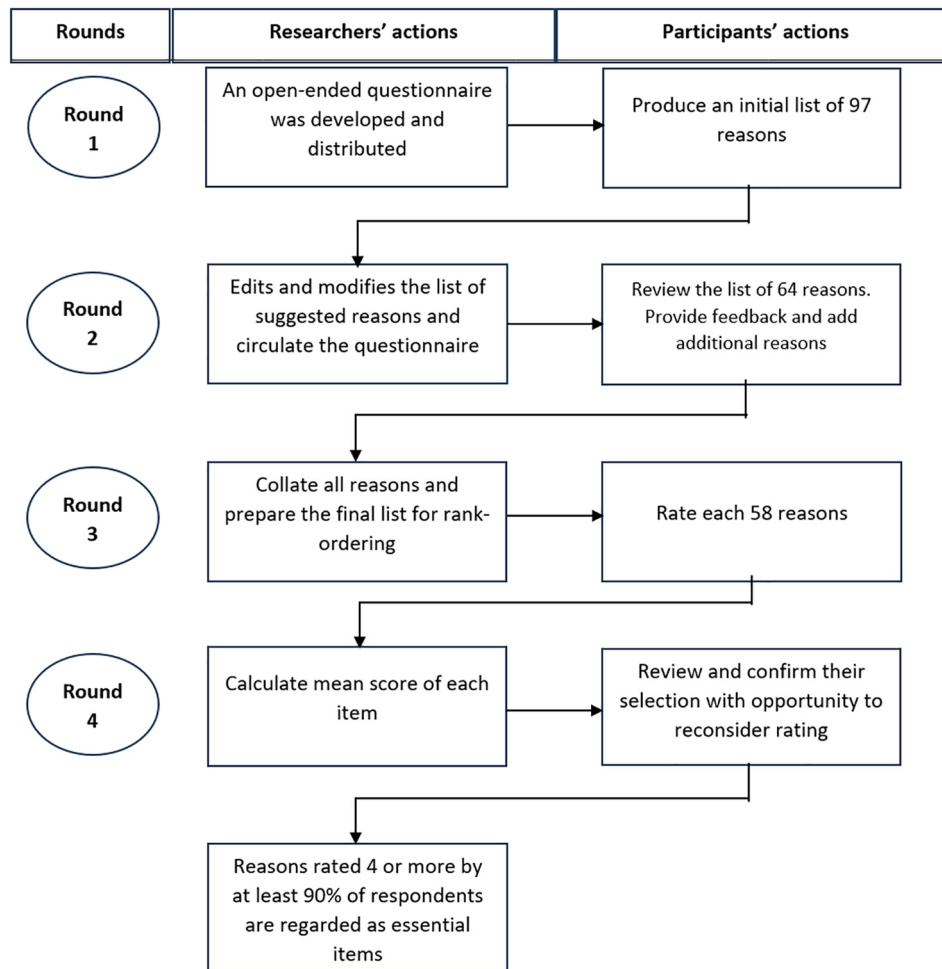 Rounds
Researchers’ actions
Participants’ actions
Round
1
An open-ended questionnaire
was developed and
distributed
Produce an initial list of 97
reasons
Round
2
Edits and modifies the list of
suggested reasons and
circulate the questionnaire
Review the list of 64 reasons.
Provide feedback and add
additional reasons
Round
3
Collate all reasons and
prepare the final list for rank-
ordering
Rate each 58 reasons
Round
4
Calculate mean score of each
item
Review and confirm their
selection with opportunity to
reconsider rating
Reasons rated 4 or more by
at least 90% of respondents
are regarded as essential
items